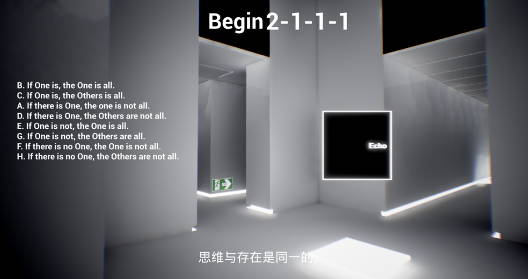 Begin 2-1-1-1
B. If One is, the One is all.
C. If One is, the Others is all.
A. If there is One, the one is not all.
D. If there is One, the Others are not all.
E. If One is not, the One is all.
G. If One is not, the Others are all.
F. If there is no One, the One is not all.
H. If there is no One, the Others are not all.
Echo
思维与存在是同一的